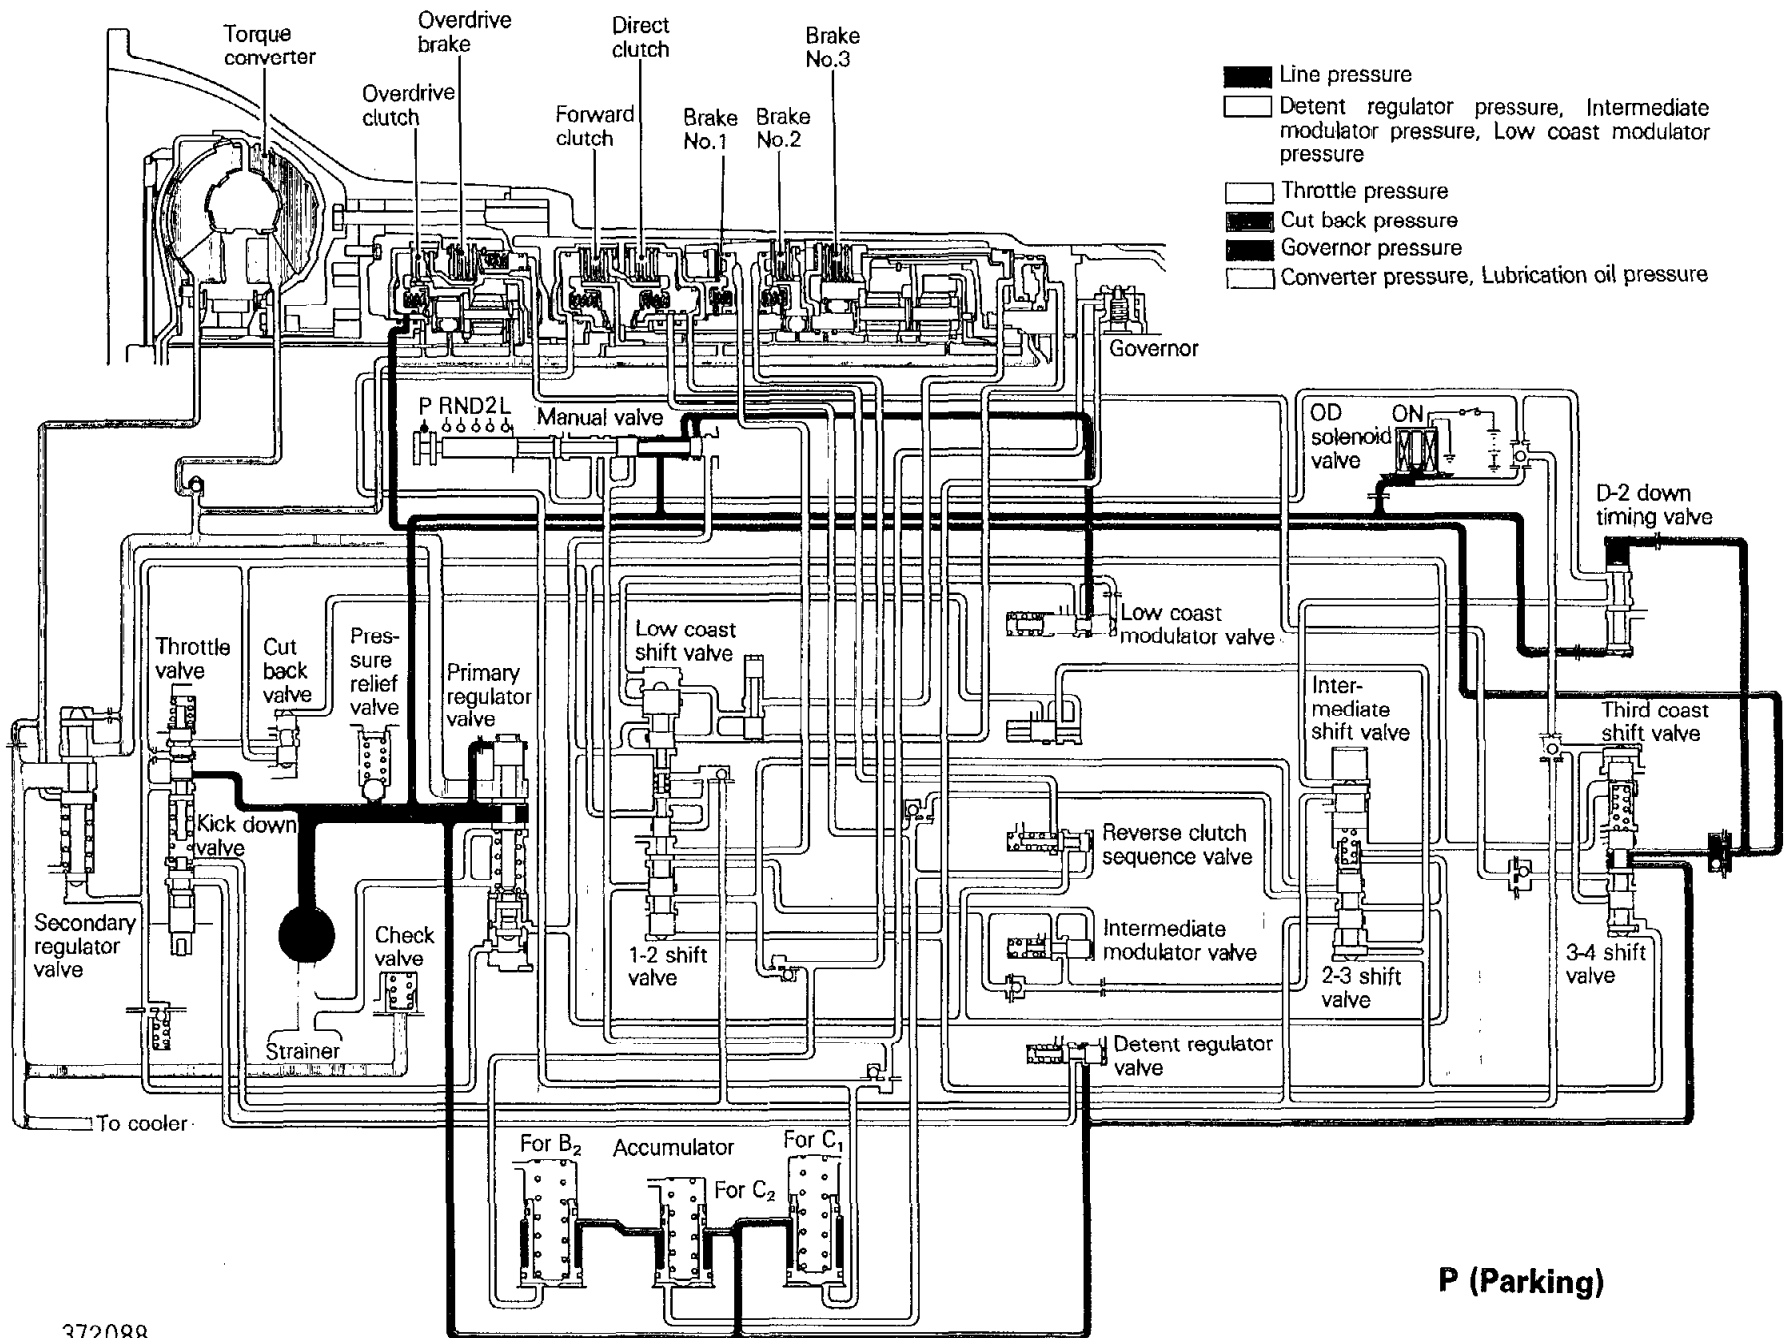 Torque
converter
Overdrive
brake
Direct
clutch
Brake
No.3
Overdrive
clutch
Forward
clutch
Brake
No.1
Brake
No.2
Line pressure
Detent regulator pressure, Intermediate
modulator pressure, Low coast modulator
pressure
Throttle pressure
Cut back pressure
Governor pressure
Converter pressure, Lubrication oil pressure
Governor
P RND2L
Manual valve
OD
solenoid
valve
ON
D-2 down
timing valve
Low coast
modulator valve
Throttle
valve
Cut
back
valve
Pres-
sure
relief
valve
Primary
regulator
valve
Low coast
shift valve
Inter-
mediate
shift valve
Third coast
shift valve
Kick down
valve
Reverse clutch
sequence valve
Secondary
regulator
valve
Check
valve
1-2 shift
valve
Intermediate
modulator valve
2-3 shift
valve
3-4 shift
valve
Strainer
Detent regulator
valve
To cooler
For B₂
Accumulator
For C₁
For C₂
P (Parking)
372088